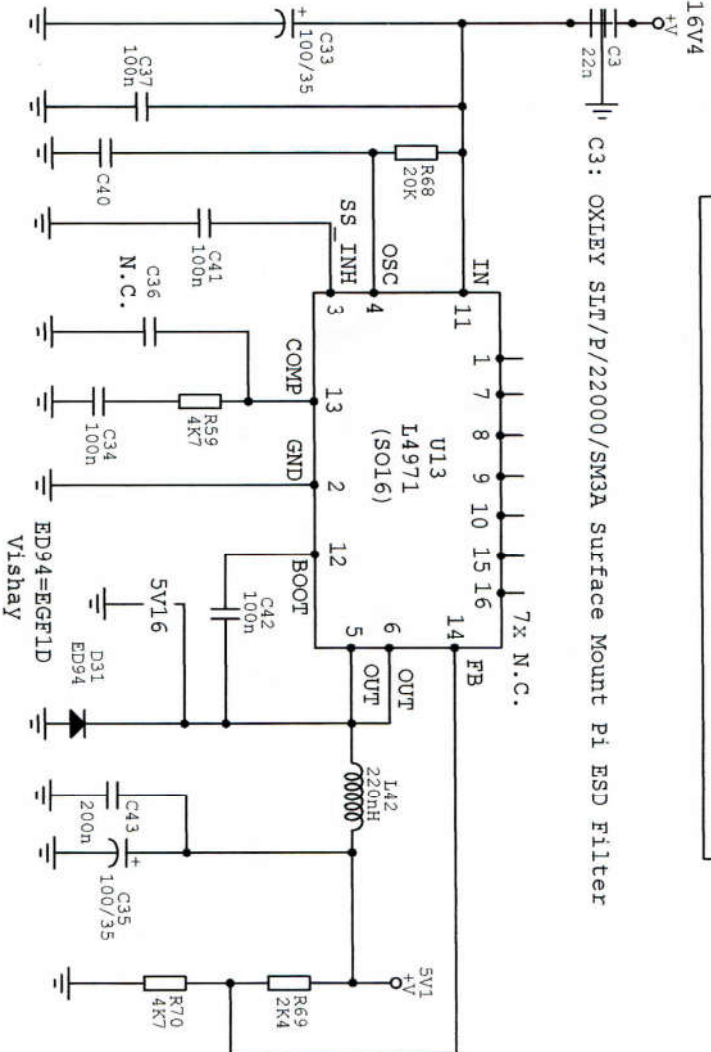 16V4
+V
C3
22n
C3: OXLEY SLT/P/22000/SM3A Surface Mount Pi ESD Filter
C33
+
100/35
C37
100n
R68
20K
C40
C41
100n
SS_INH
OSC
IN
3
4
11
C36
N.C.
COMP
13
R59
4K7
C34
100n
GND
2
U13
L4971
(SO16)
1
7
8
9
10
15
16
7x N.C.
12
BOOT
C42
100n
14
FB
6
OUT
5
OUT
5V16
D31
ED94
ED94=EGF1D
Vishay
L42
220nH
C43
200n
+
C35
100/35
5V1
+V
R69
2K4
R70
4K7